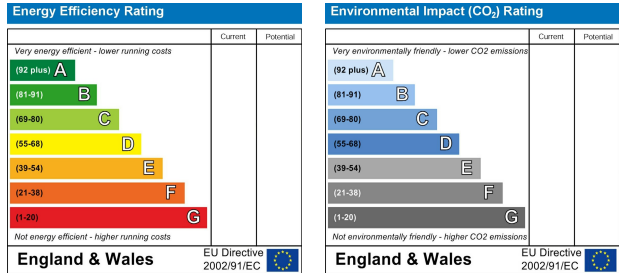 Energy Efficiency Rating
Current Potential
Very energy efficient - lower running costs
(92 plus) A
(81-91) B
(69-80) C
(55-68) D
(39-54) E
(21-38) F
(1-20) G
Not energy efficient - higher running costs
England & Wales
EU Directive
2002/91/EC
Environmental Impact (CO₂) Rating
Current Potential
Very environmentally friendly - lower CO2 emissions
(92 plus) A
(81-91) B
(69-80) C
(55-68) D
(39-54) E
(21-38) F
(1-20) G
Not environmentally friendly - higher CO2 emissions
England & Wales
EU Directive
2002/91/EC